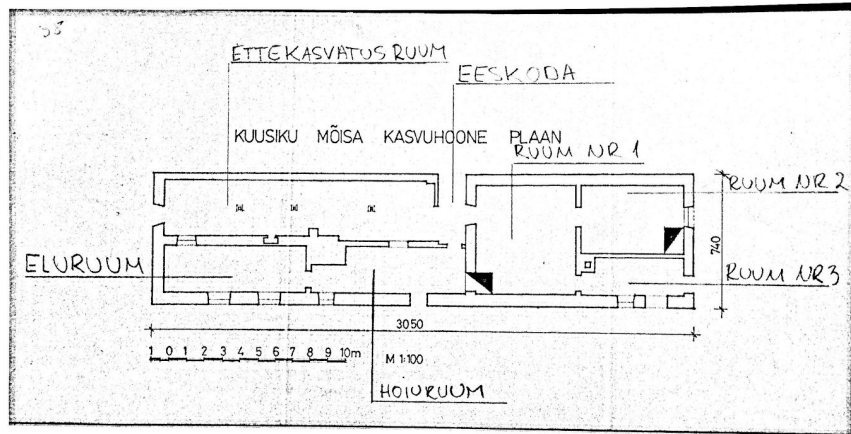 ETTEKASVATUS RUUM
EESKODA
KUUSIKU MÕISA KASVUHOONE PLAAN
RUUM NR 1
RUUM NR 2
ELURUUM
740
RUUM NR 3
3050
1 0 1 2 3 4 5 6 7 8 9 10m
M 1:100
HOIURUUM